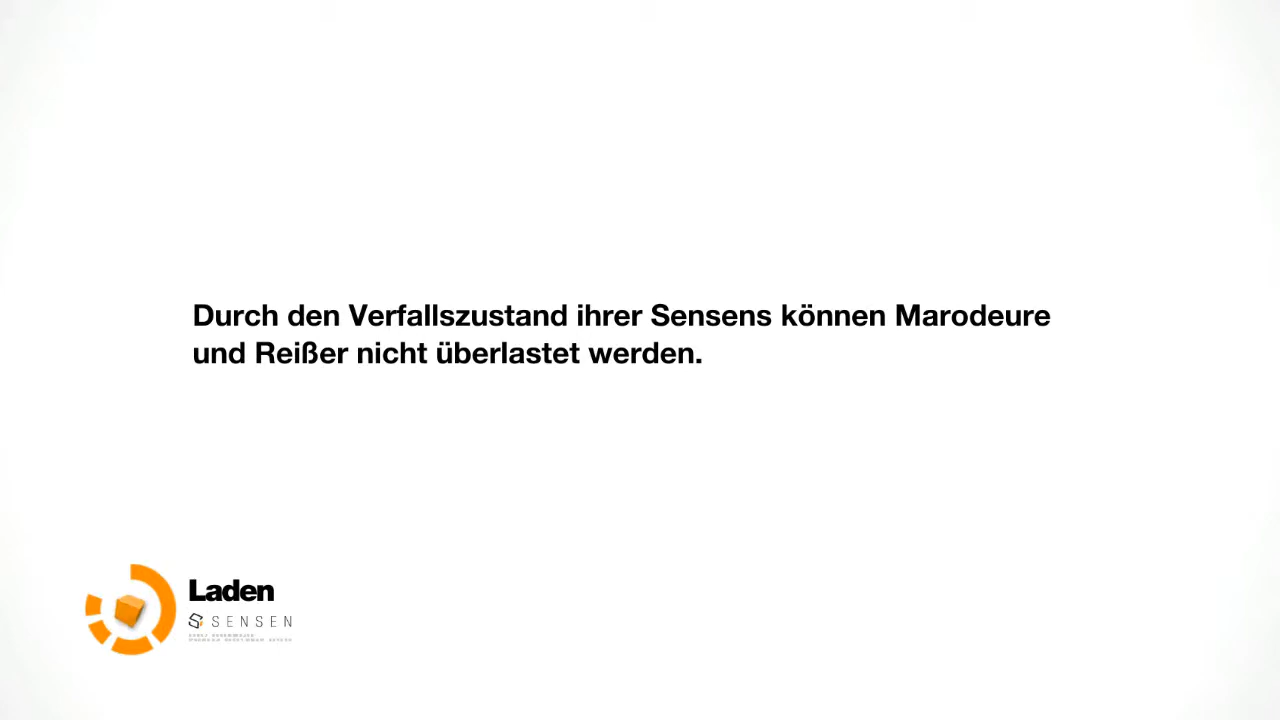 Durch den Verfallszustand ihrer Sensens können Marodeure
und Reißer nicht überlastet werden.
Laden
SENSEN